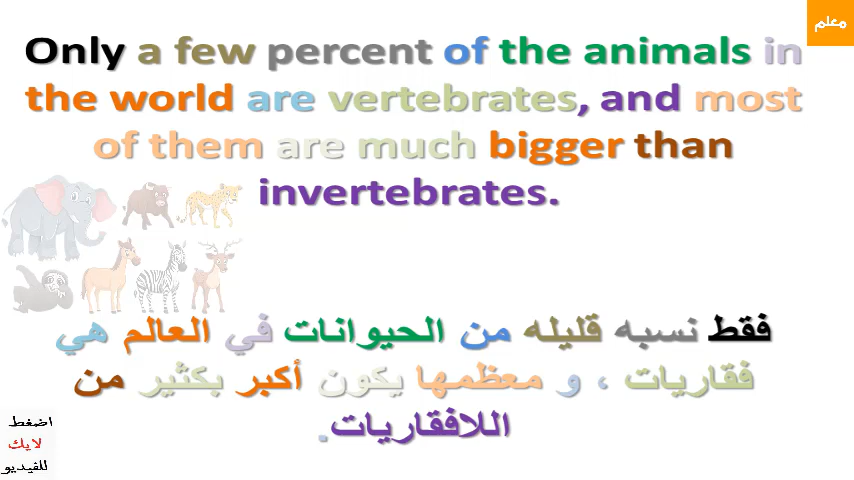 معلم
Only a few percent of the animals in
the world are vertebrates, and most
of them are much bigger than
invertebrates.
فقط نسبه قليله من الحيوانات في العالم هي
فقاريات ، و معظمها يكون أكبر بكثير من
اللافقاريات.
اضغط
لايك
للفيديو